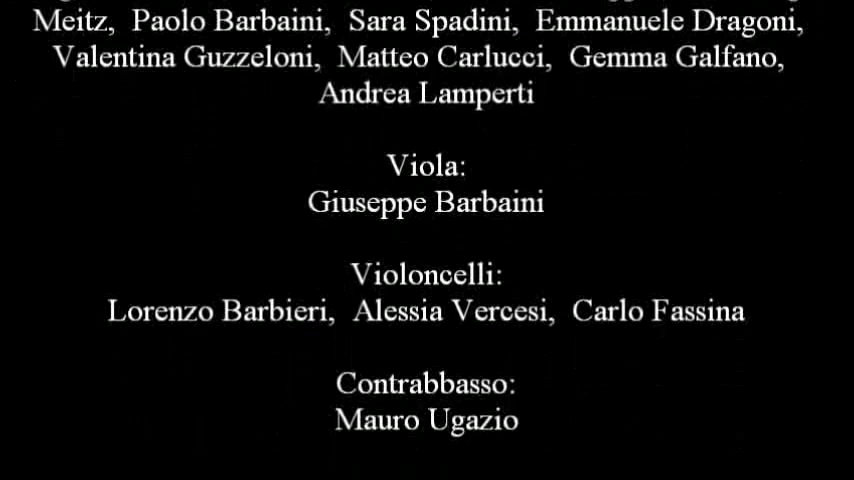 Meitz, Paolo Barbaini, Sara Spadini, Emmanuele Dragoni,
Valentina Guzzeloni, Matteo Carlucci, Gemma Galfano,
Andrea Lamperti
Viola:
Giuseppe Barbaini
Violoncelli:
Lorenzo Barbieri, Alessia Vercesi, Carlo Fassina
Contrabbasso:
Mauro Ugazio